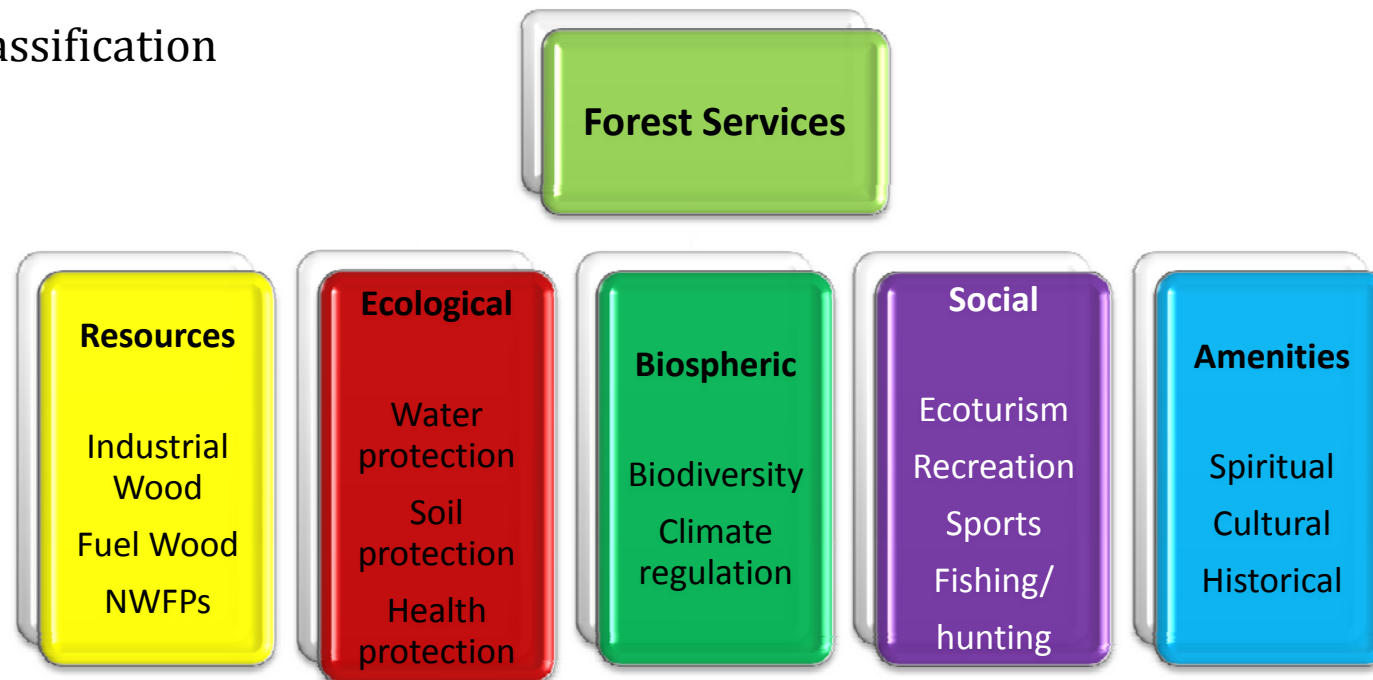 assification
Forest Services
Resources
Industrial
Wood
Fuel Wood
NWFPs
Ecological
Water
protection
Soil
protection
Health
protection
Biospheric
Biodiversity
Climate
regulation
Social
Ecoturism
Recreation
Sports
Fishing/
hunting
Amenities
Spiritual
Cultural
Historical